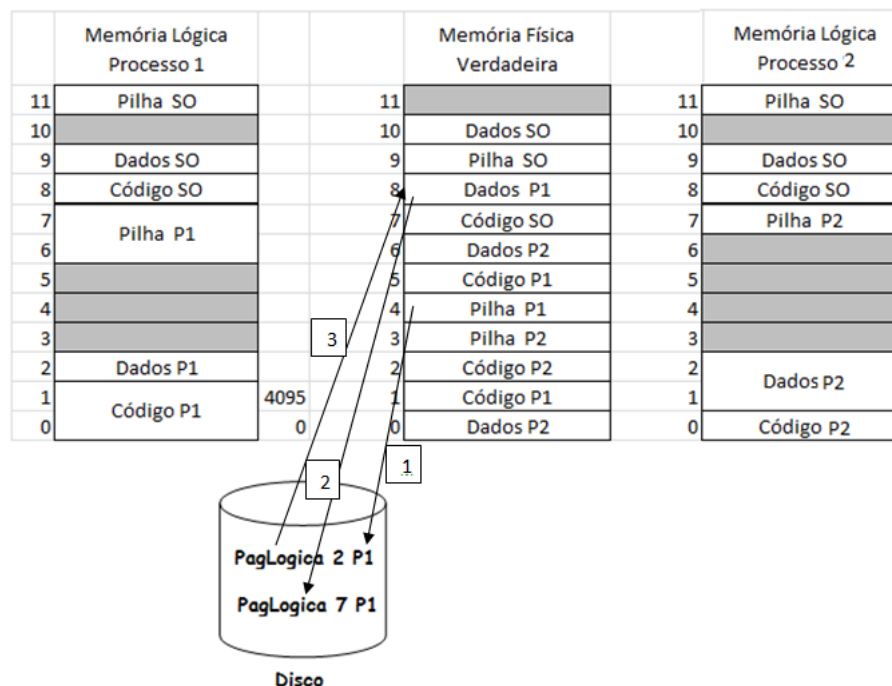 Memória Lógica Memória Física Memória Lógica
Processo 1 Verdadeira Processo 2
11 Pilha SO 11 11 Pilha SO
10 10 Dados SO 10
9 Dados SO 9 Pilha SO 9 Dados SO
8 Código SO 8 Dados P1 8 Código SO
7 Pilha P1 7 Código SO 7 Pilha P2
6 6 Dados P2 6
5 5 Código P1 5
4 4 Pilha P1 4
3 3 3 Pilha P2 3
2 Dados P1 2 Código P2 2 Dados P2
1 Código P1 4095 1 Código P1 1
0 0 0 Dados P2 0 Código P2
2 1
PagLogica 2 P1
PagLogica 7 P1
Disco